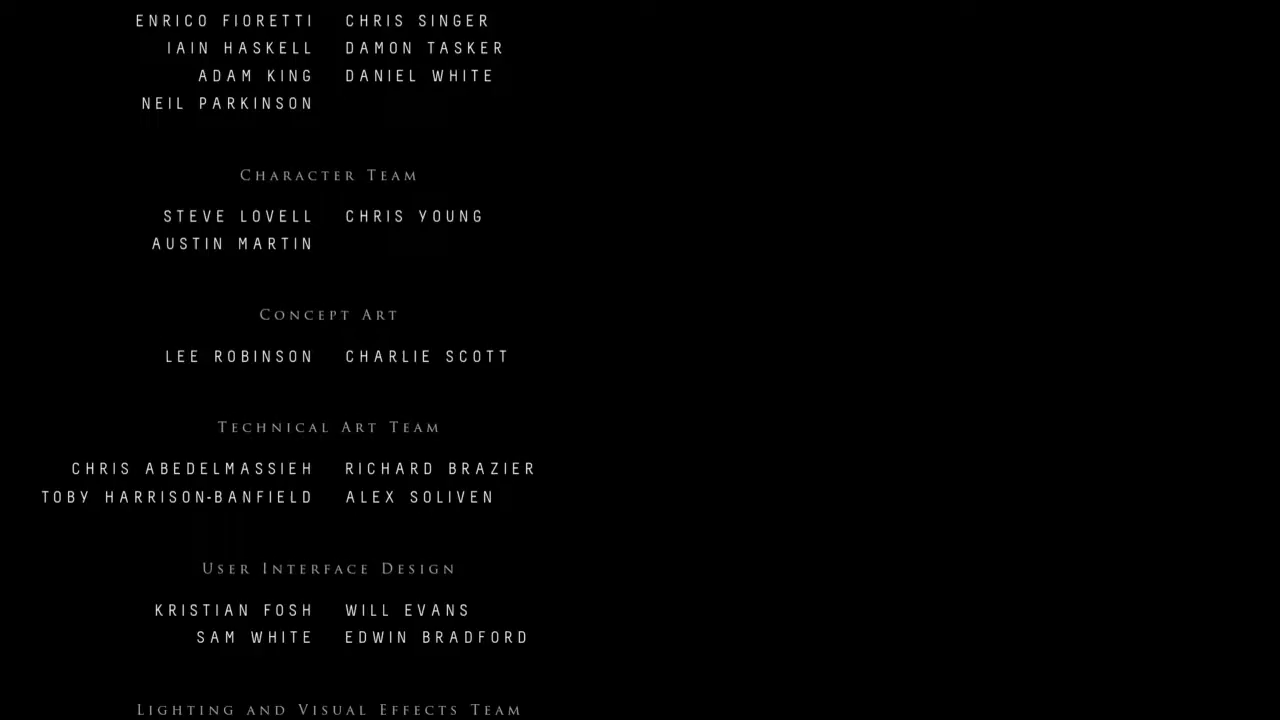 ENRICO FIORETTI CHRIS SINGER
IAIN HASKELL DAMON TASKER
ADAM KING DANIEL WHITE
NEIL PARKINSON
CHARACTER TEAM
STEVE LOVELL CHRIS YOUNG
AUSTIN MARTIN
CONCEPT ART
LEE ROBINSON CHARLIE SCOTT
TECHNICAL ART TEAM
CHRIS ABEDELMASSIEH RICHARD BRAZIER
TOBY HARRISON-BANFIELD ALEX SOLIVEN
USER INTERFACE DESIGN
KRISTIAN FOSH WILL EVANS
SAM WHITE EDWIN BRADFORD
LIGHTING AND VISUAL EFFECTS TEAM